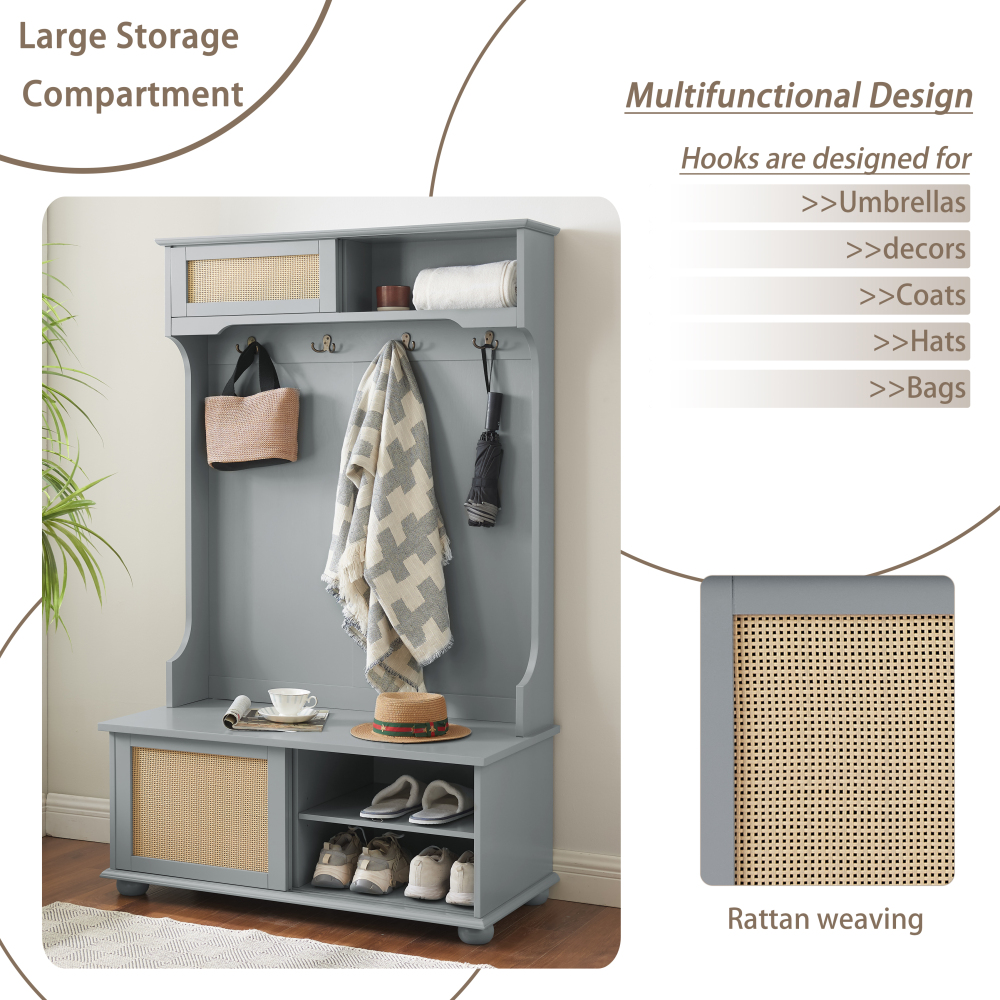 Large Storage
Compartment
Multifunctional Design
Hooks are designed for
>>Umbrellas
>>decors
>>Coats
>>Hats
>>Bags
Rattan weaving